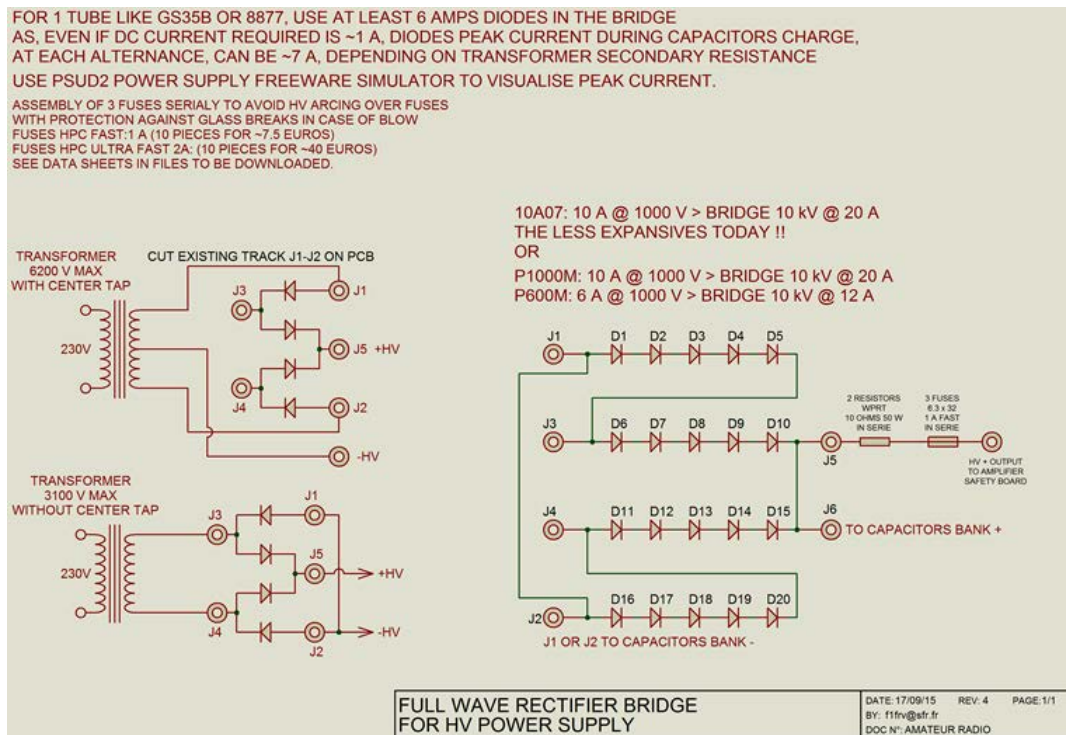 FOR 1 TUBE LIKE GS35B OR 8877, USE AT LEAST 6 AMPS DIODES IN THE BRIDGE
AS, EVEN IF DC CURRENT REQUIRED IS ~1 A, DIODES PEAK CURRENT DURING CAPACITORS CHARGE,
AT EACH ALTERNANCE, CAN BE ~7 A, DEPENDING ON TRANSFORMER SECONDARY RESISTANCE
USE PSUD2 POWER SUPPLY FREEWARE SIMULATOR TO VISUALISE PEAK CURRENT.
ASSEMBLY OF 3 FUSES SERIALY TO AVOID HV ARCING OVER FUSES
WITH PROTECTION AGAINST GLASS BREAKS IN CASE OF BLOW
FUSES HPC FAST:1 A (10 PIECES FOR ~7.5 EUROS)
FUSES HPC ULTRA FAST 2A: (10 PIECES FOR ~40 EUROS)
SEE DATA SHEETS IN FILES TO BE DOWNLOADED.
TRANSFORMER
6200 V MAX
WITH CENTER TAP
CUT EXISTING TRACK J1-J2 ON PCB
230V
J3
J1
J5 +HV
J4
J2
-HV
TRANSFORMER
3100 V MAX
WITHOUT CENTER TAP
230V
J1
J3
J5
+HV
J4
-HV
J2
10A07: 10 A @ 1000 V > BRIDGE 10 kV @ 20 A
THE LESS EXPANSIVES TODAY !!
OR
P1000M: 10 A @ 1000 V > BRIDGE 10 kV @ 20 A
P600M: 6 A @ 1000 V > BRIDGE 10 kV @ 12 A
J1 D1 D2 D3 D4 D5
J3 D6 D7 D8 D9 D10
J5
2 RESISTORS
WPRT
10 OHMS 50 W
IN SERIE
3 FUSES
6.3 x 32
1 A FAST
IN SERIE
HV + OUTPUT
TO AMPLIFIER
SAFETY BOARD
J4 D11 D12 D13 D14 D15 J6
TO CAPACITORS BANK +
J2 D16 D17 D18 D19 D20
J1 OR J2 TO CAPACITORS BANK -
FULL WAVE RECTIFIER BRIDGE
FOR HV POWER SUPPLY
DATE: 17/09/15 REV: 4 PAGE: 1/1
BY: f1frv@sfr.fr
DOC N°: AMATEUR RADIO